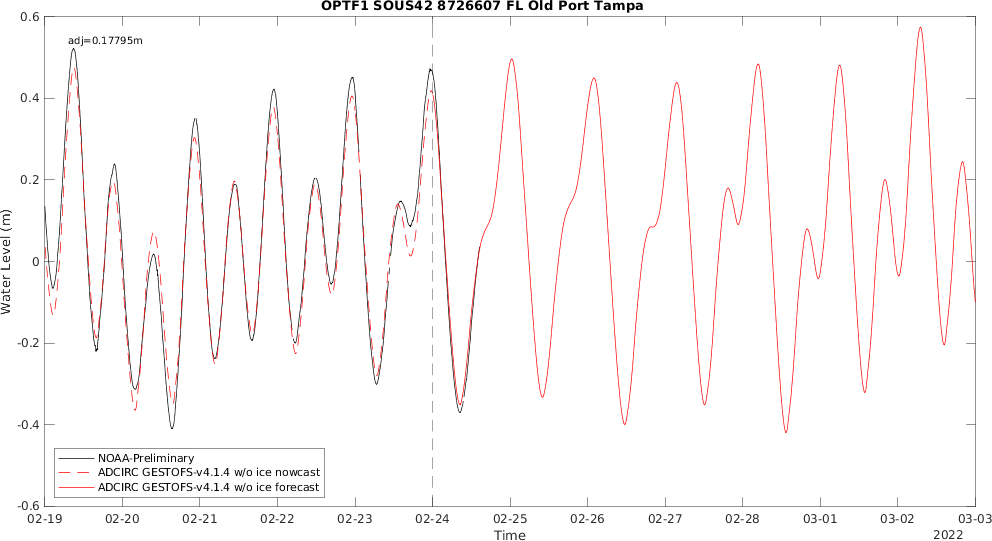 OPTF1 SOUS42 8726607 FL Old Port Tampa
adj=0.17795m
0.6
0.4
0.2
0
-0.2
-0.4
-0.6
Water Level (m)
NOAA-Preliminary
ADCIRC GESTOFS-v4.1.4 w/o ice nowcast
ADCIRC GESTOFS-v4.1.4 w/o ice forecast
02-19 02-20 02-21 02-22 02-23 02-24 02-25 02-26 02-27 02-28 03-01 03-02 03-03
Time
2022